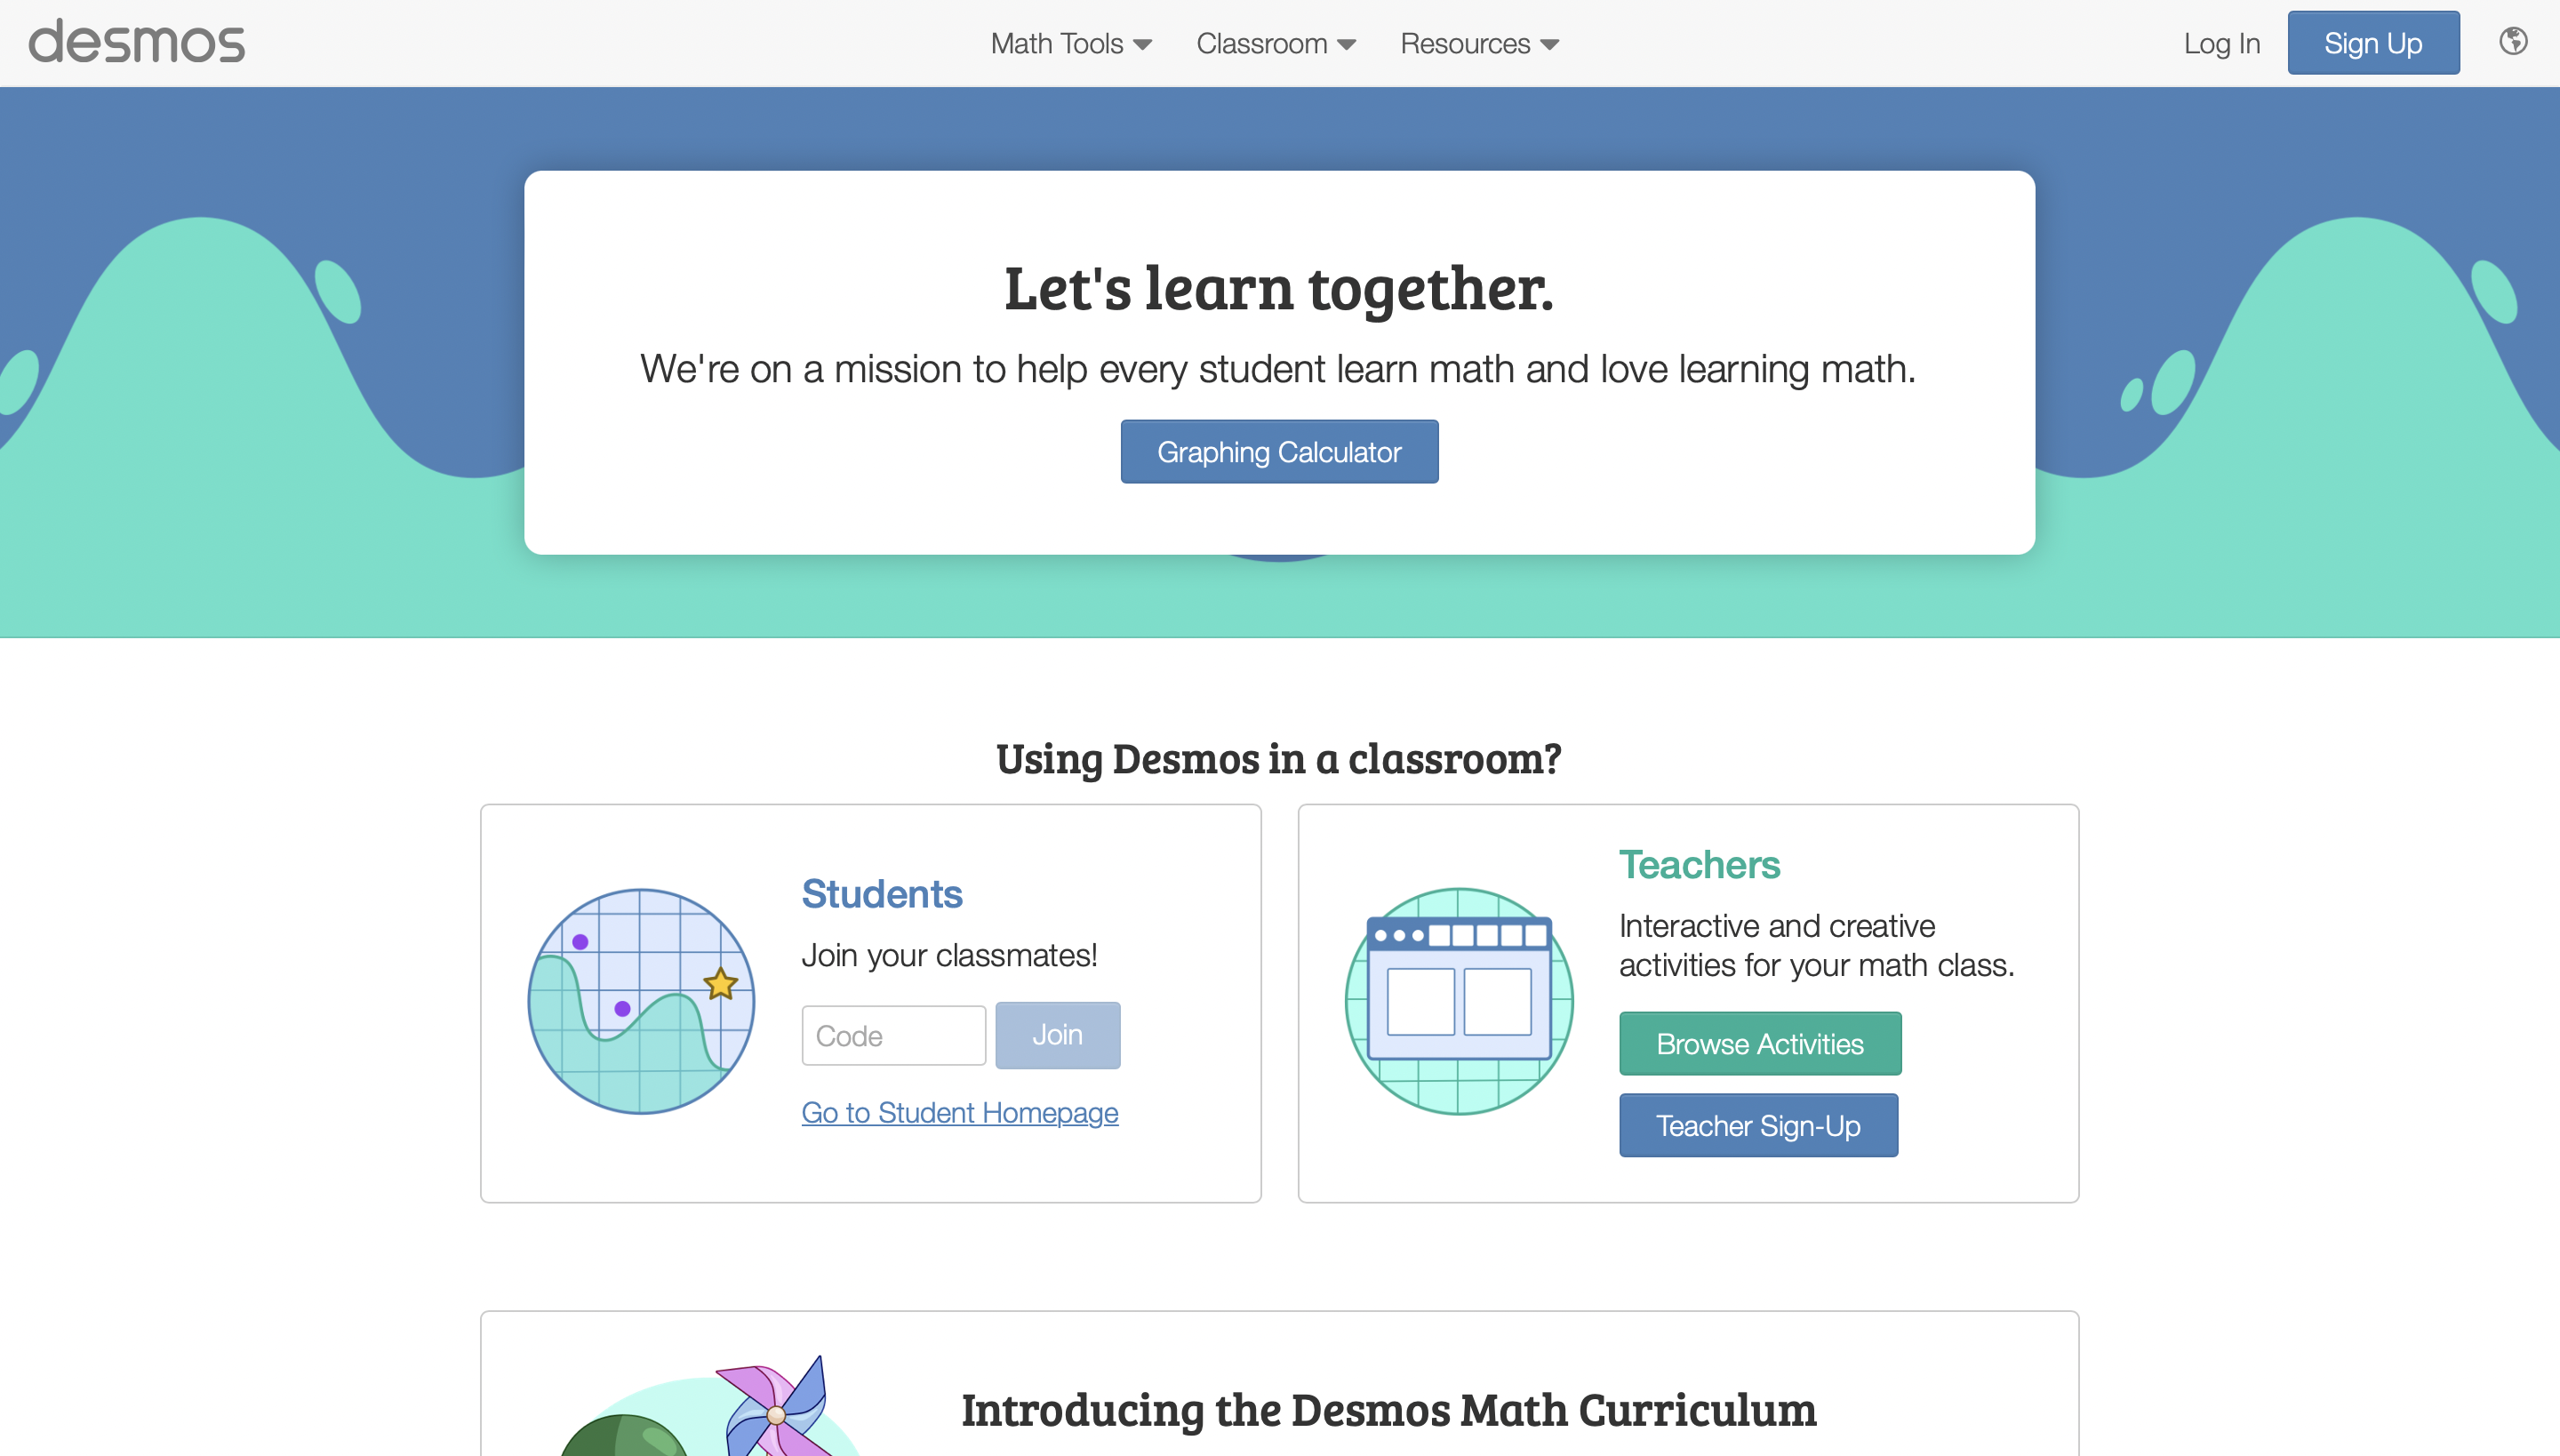 desmos
Math Tools
Classroom
Resources
Log In
Sign Up
Let's learn together.
We're on a mission to help every student learn math and love learning math.
Graphing Calculator
Using Desmos in a classroom?
Students
Join your classmates!
Code
Join
Go to Student Homepage
Teachers
Interactive and creative
activities for your math class.
Browse Activities
Teacher Sign-Up
Introducing the Desmos Math Curriculum